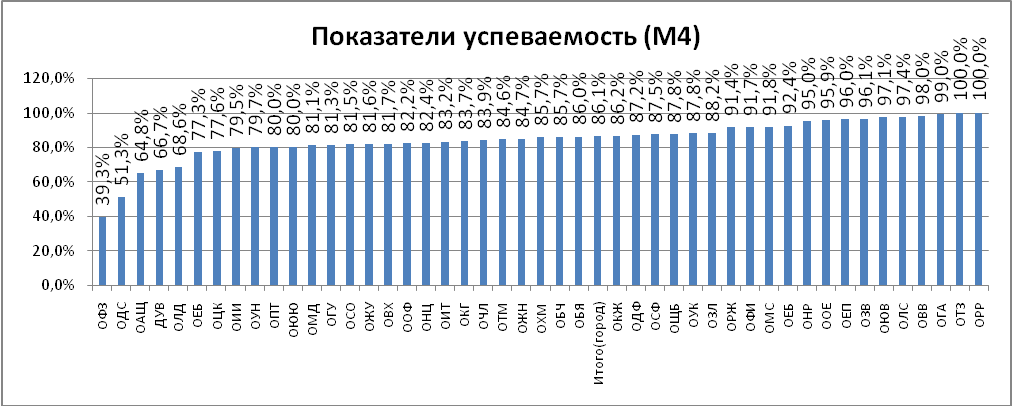 Показатели успеваемость (М4)
120,0%
100,0%
80,0%
60,0%
40,0%
20,0%
0,0%
39,3%
51,3%
64,8%
66,7%
68,6%
77,3%
77,6%
79,5%
79,7%
80,0%
80,0%
81,1%
81,3%
81,5%
81,6%
81,7%
82,2%
82,4%
83,2%
83,7%
83,9%
84,6%
84,7%
85,7%
85,7%
86,0%
86,1%
86,2%
87,2%
87,5%
87,8%
87,8%
88,2%
91,4%
91,7%
91,8%
92,4%
95,0%
95,9%
96,0%
96,1%
97,1%
97,4%
98,0%
99,0%
100,0%
100,0%
ОФЗ
ОДС
ОАЩ
ДУВ
ОЛД
ОЕБ
ОЦК
ОИИ
ОУН
ОПТ
ОЮЮ
ОМД
ОГУ
ОСО
ОЖУ
ОВХ
ООФ
ОНЦ
ОИТ
ОКГ
ОЧЛ
ОТМ
ОЖН
ОХМ
ОБЧ
ОБЯ
Итого(город)
ОКЖ
ОДФ
ОСФ
ОЩБ
ОУК
ОЗЛ
ОРЖ
ОФИ
ОМС
ОЕБ
ОНР
ООЕ
ОЕП
ОЗВ
ОЮВ
ОЛС
ОВВ
ОГА
ОТЗ
ОРР